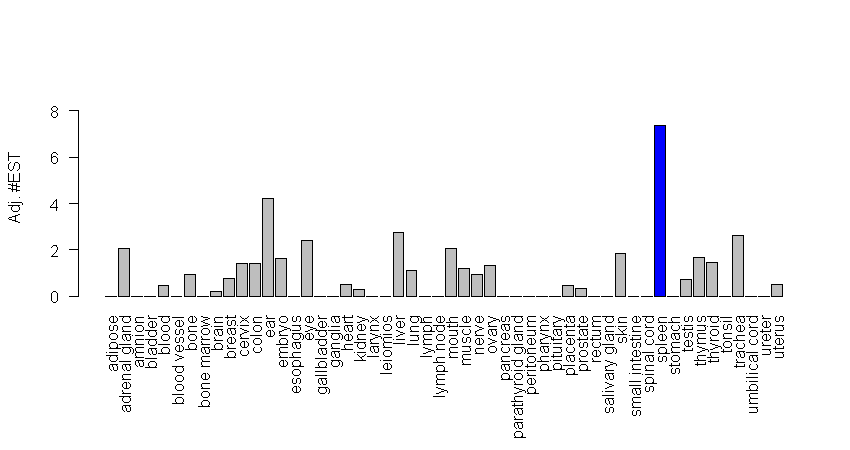 Adj. #EST
8
6
4
2
0
adipose
adrenal gland
amnion
bladder
blood
blood vessel
bone
bone marrow
brain
breast
cervix
colon
ear
embryo
esophagus
eye
gallbladder
ganglia
heart
kidney
larynx
leiomios
liver
lung
lymph
lymph node
mouth
muscle
nerve
ovary
pancreas
parathyroid gland
peritoneum
pharynx
pituitary
placenta
prostate
rectum
salivary gland
skin
small intestine
spinal cord
spleen
stomach
testis
thymus
thyroid
tonsil
trachea
umbilical cord
ureter
uterus